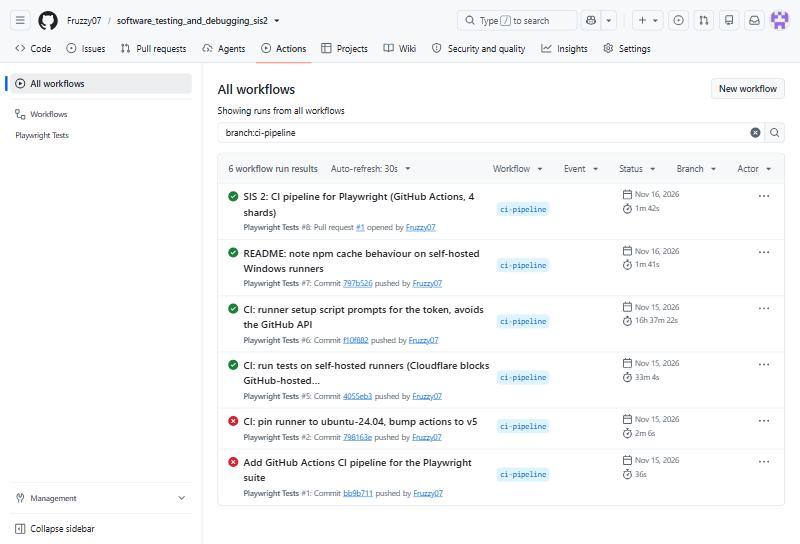 Fruzzy07 / software_testing_and_debugging_sis2
Type / to search
Code Issues Pull requests Agents Actions Projects Wiki Security and quality Insights Settings
All workflows
Workflows
Playwright Tests
Management
Collapse sidebar
All workflows
New workflow
Showing runs from all workflows
branch:ci-pipeline
6 workflow run results Auto-refresh: 30s Workflow Event Status Branch Actor
SIS 2: CI pipeline for Playwright (GitHub Actions, 4
shards)
Playwright Tests #8: Pull request #1 opened by Fruzzy07
ci-pipeline
Nov 16, 2026
1m 42s
README: note npm cache behaviour on self-hosted
Windows runners
Playwright Tests #7: Commit 797b526 pushed by Fruzzy07
ci-pipeline
Nov 16, 2026
1m 41s
CI: runner setup script prompts for the token, avoids
the GitHub API
Playwright Tests #6: Commit f10f882 pushed by Fruzzy07
ci-pipeline
Nov 15, 2026
16h 37m 22s
CI: run tests on self-hosted runners (Cloudflare blocks
GitHub-hosted...
Playwright Tests #5: Commit 4055eb3 pushed by Fruzzy07
ci-pipeline
Nov 15, 2026
33m 4s
CI: pin runner to ubuntu-24.04, bump actions to v5
Playwright Tests #2: Commit 798163e pushed by Fruzzy07
ci-pipeline
Nov 15, 2026
2m 6s
Add GitHub Actions CI pipeline for the Playwright
suite
Playwright Tests #1: Commit bb9b711 pushed by Fruzzy07
ci-pipeline
Nov 15, 2026
36s